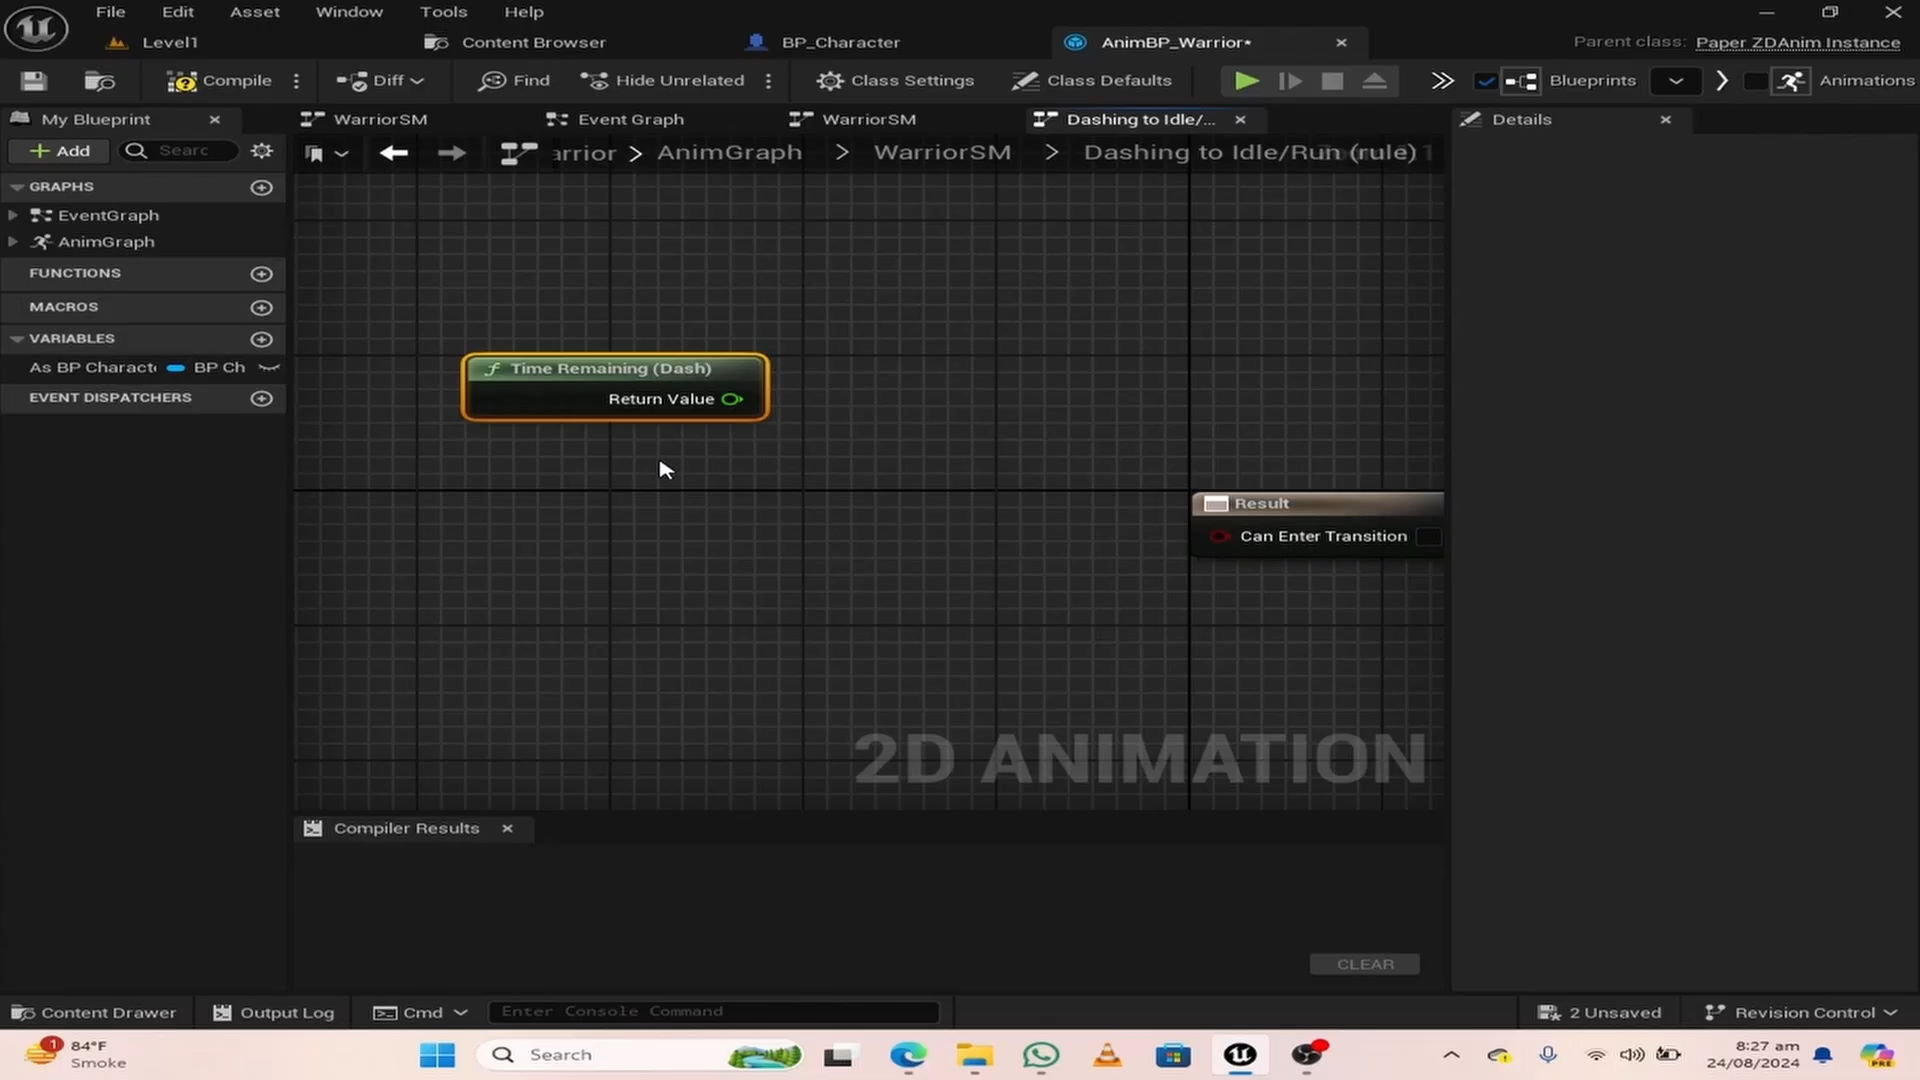 File Edit Asset Window Tools Help
Level1 Content Browser BP_Character AnimBP_Warrior* Parent class: Paper ZDAnim Instance
Compile Diff Find Hide Unrelated Class Settings Class Defaults Blueprints Animations
My Blueprint WarriorSM Event Graph WarriorSM Dashing to Idle/... Details
Add Searc arrior > AnimGraph > WarriorSM > Dashing to Idle/Run (rule)
GRAPHS
EventGraph
AnimGraph
FUNCTIONS
MACROS
VARIABLES
As BP Charact BP Ch
EVENT DISPATCHERS
f Time Remaining (Dash)
Return Value
Result
Can Enter Transition
2D ANIMATION
Compiler Results
CLEAR
Content Drawer Output Log Cmd Enter Console Command 2 Unsaved Revision Control
1 84°F
Smoke
Search
PRE
8:27 am
24/08/2024